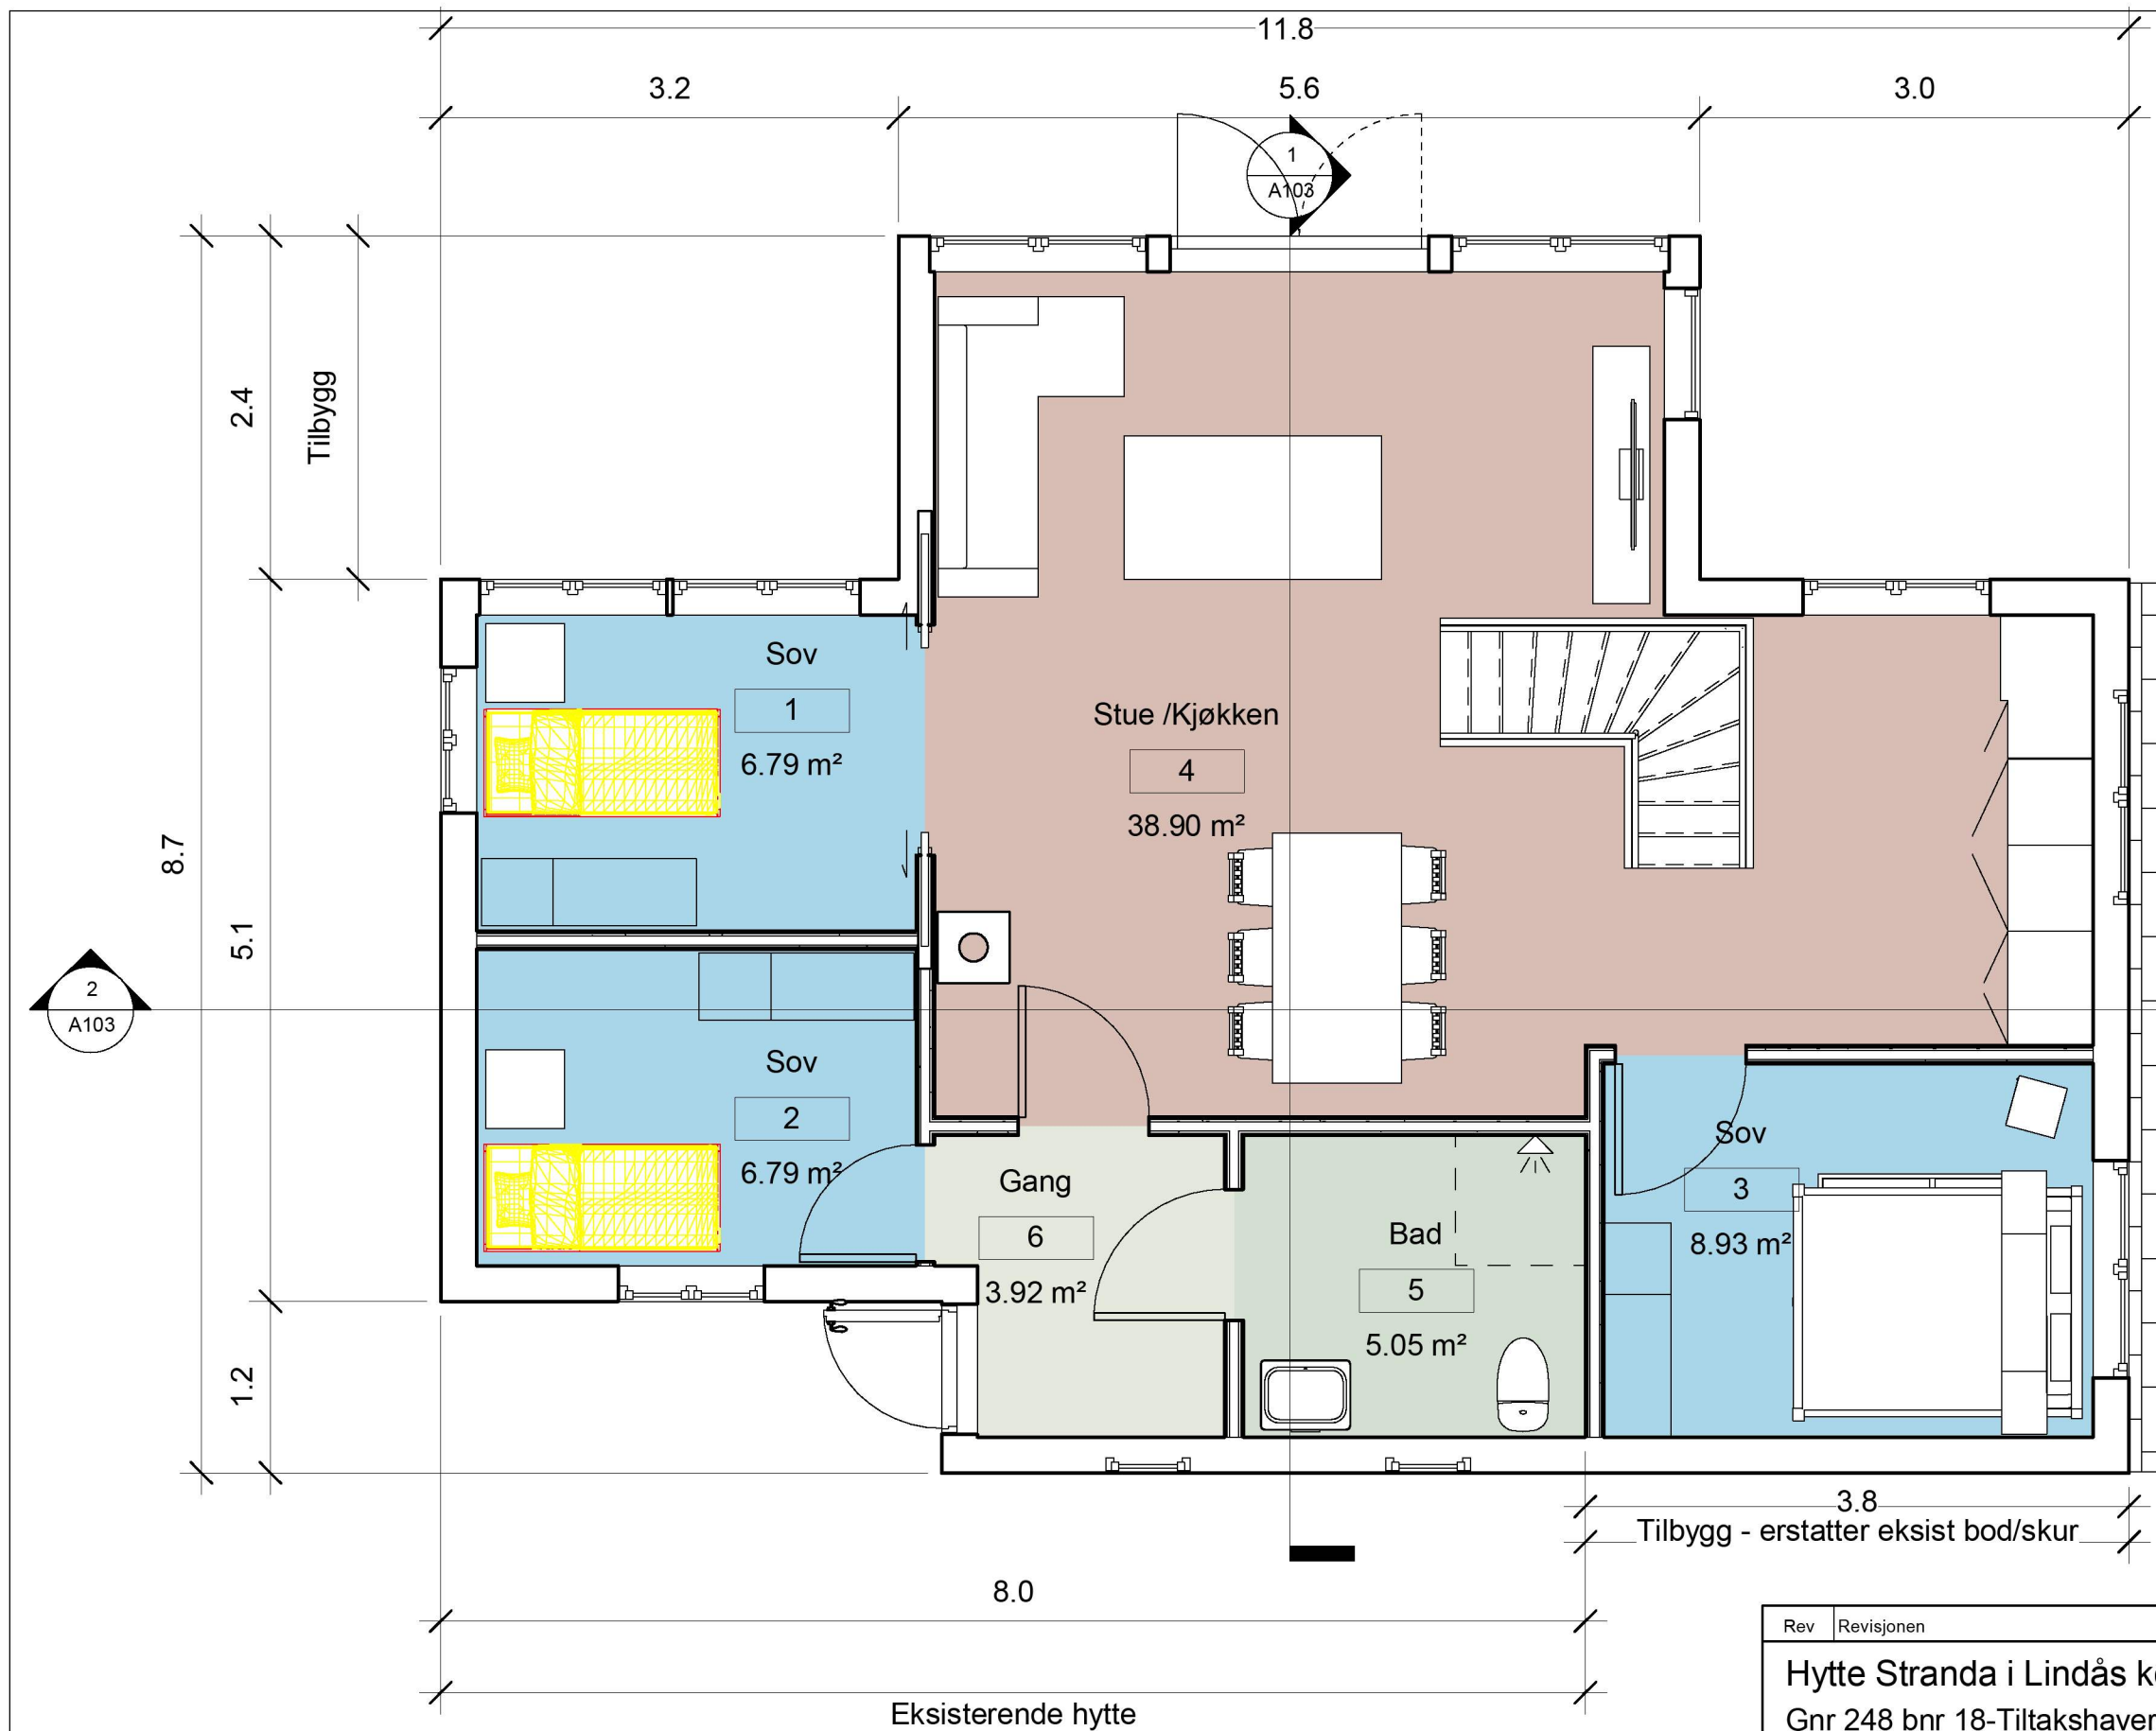 11.8
3.2
5.6
3.0
1
A103
2.4
Tilbygg
8.7
5.1
1.2
2
A103
Sov
1
6.79 m²
Stue /Kjøkken
4
38.90 m²
Sov
2
6.79 m²
Gang
6
3.92 m²
Bad
5
5.05 m²
Sov
3
8.93 m²
3.8
Tilbygg - erstatter eksist bod/skur
8.0
Eksisterende hytte
Rev Revisjonen
Hytte Stranda i Lindås
Gnr 248 bnr 18-Tiltakshaver